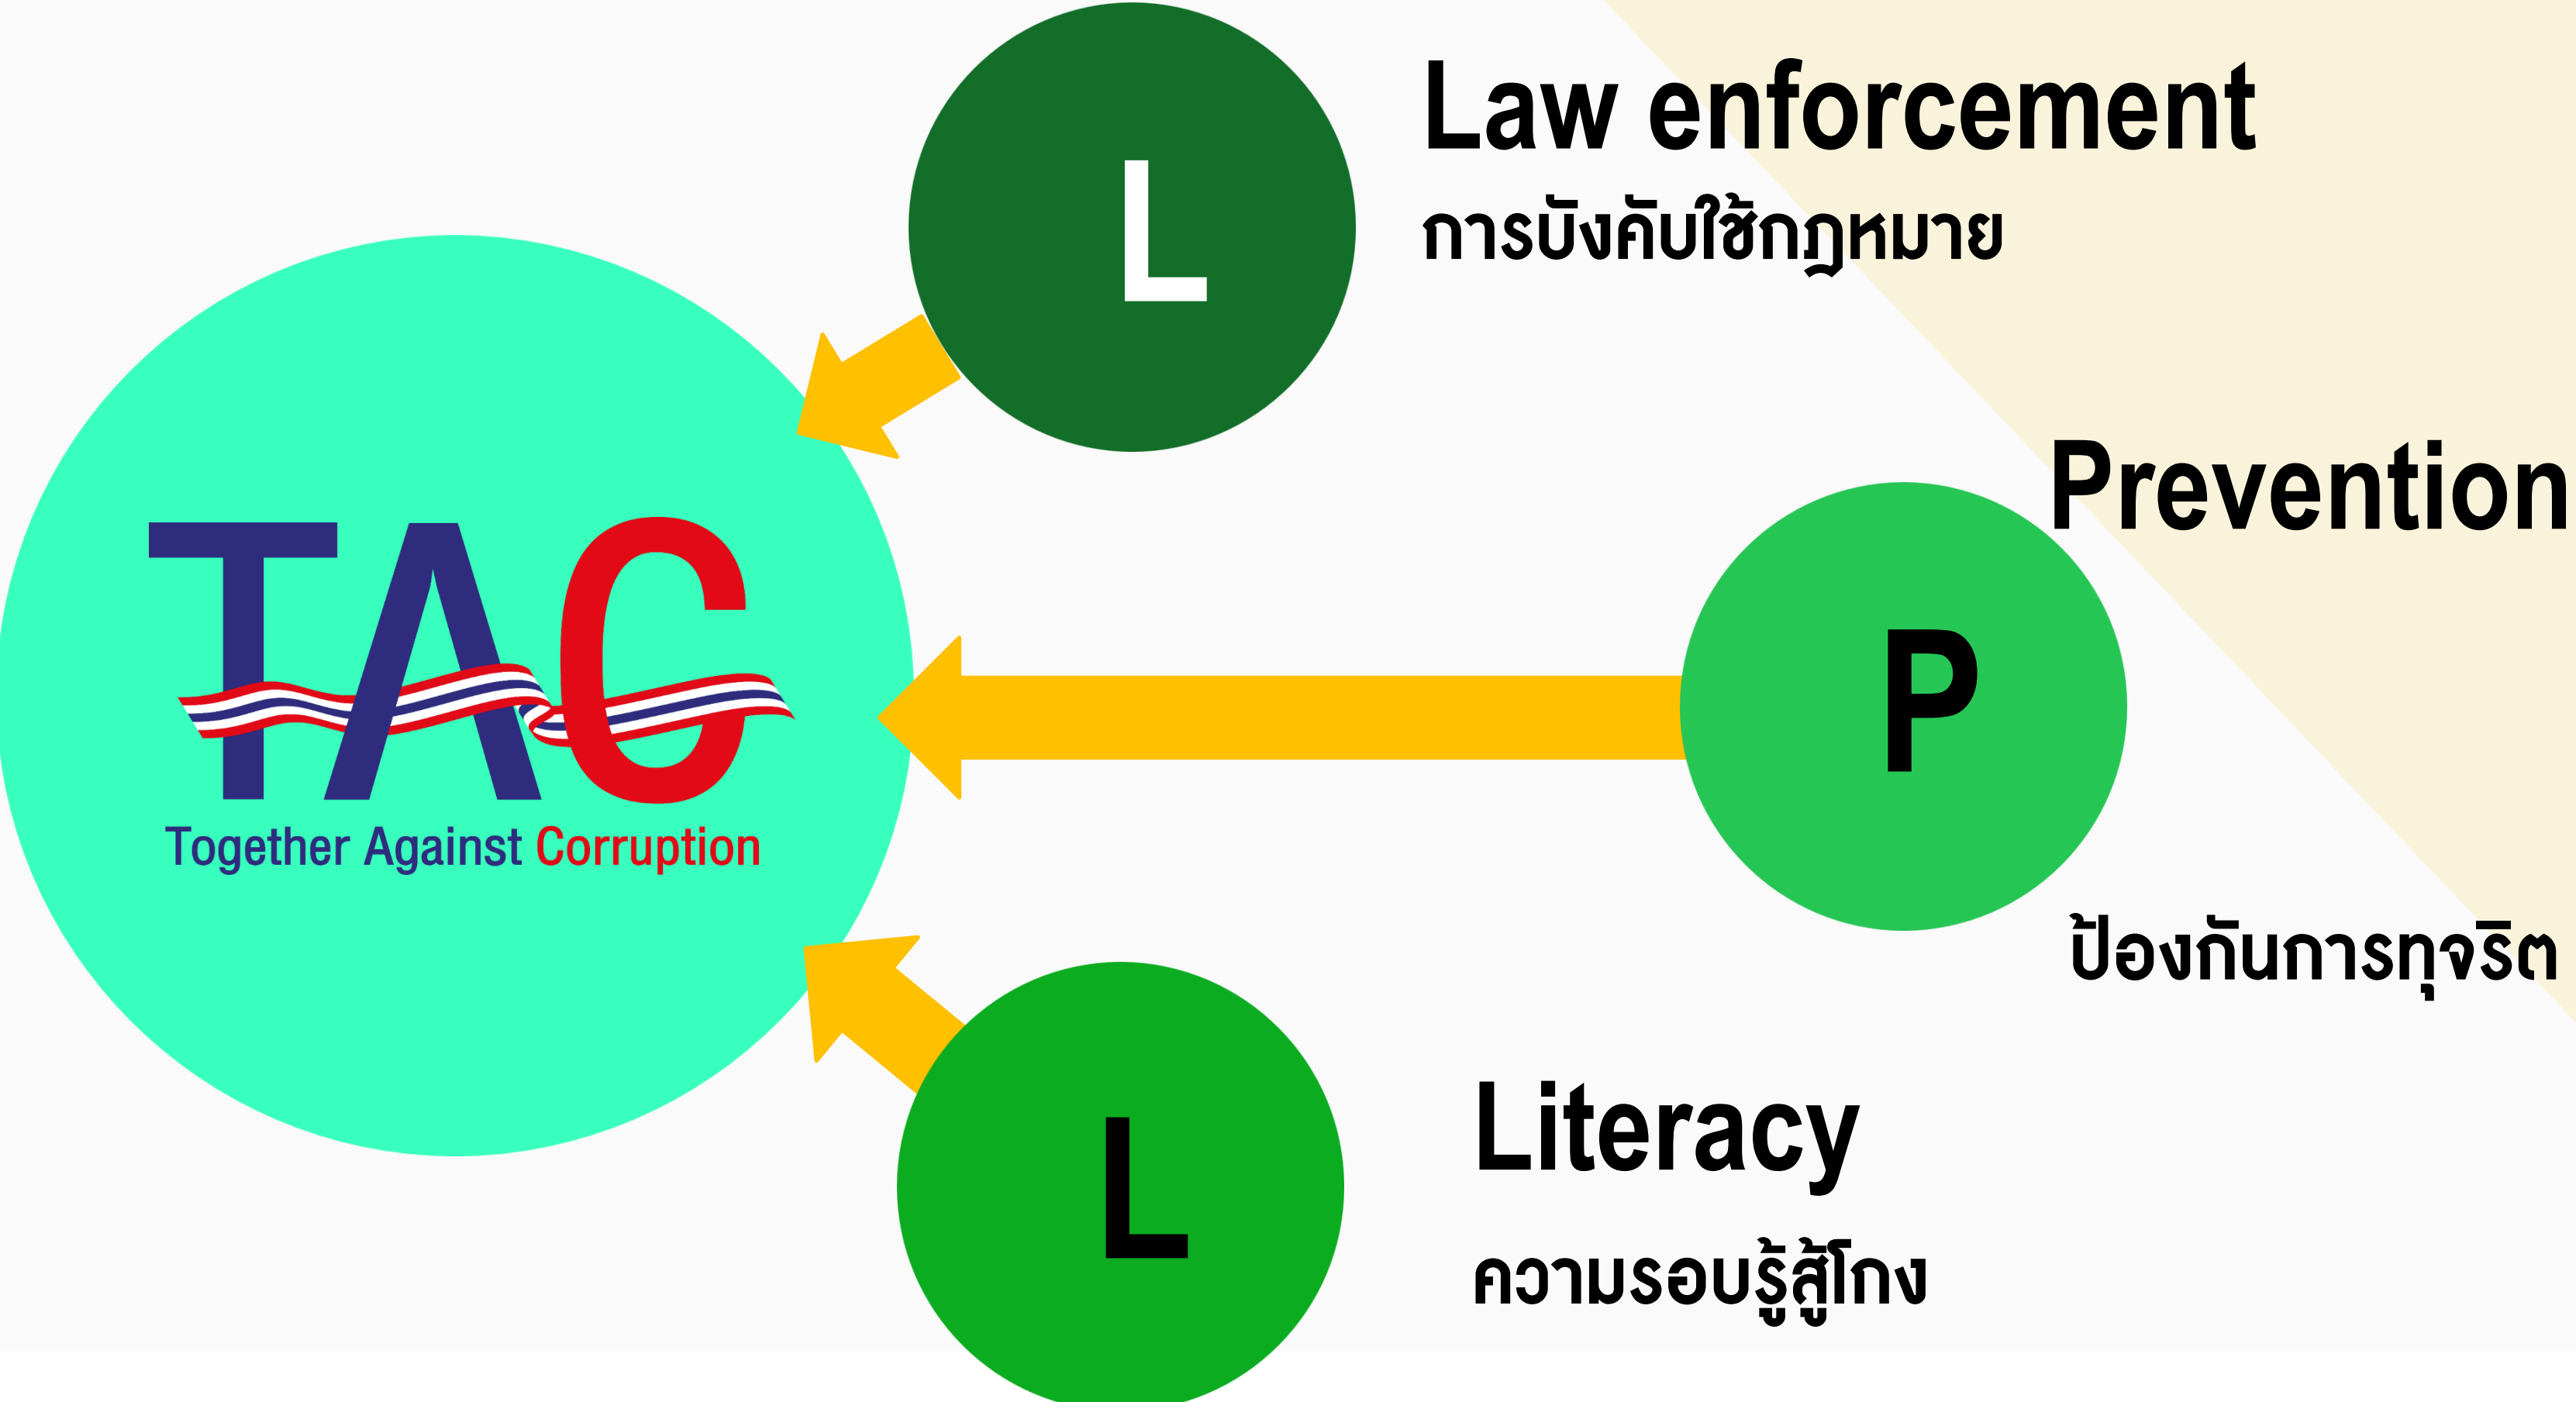 L
Law enforcement
การบังคับใช้กฎหมาย
TAC
Together Against Corruption
P
Prevention
ป้องกันการทุจริต
L
Literacy
ความรอบรู้สู้โกง